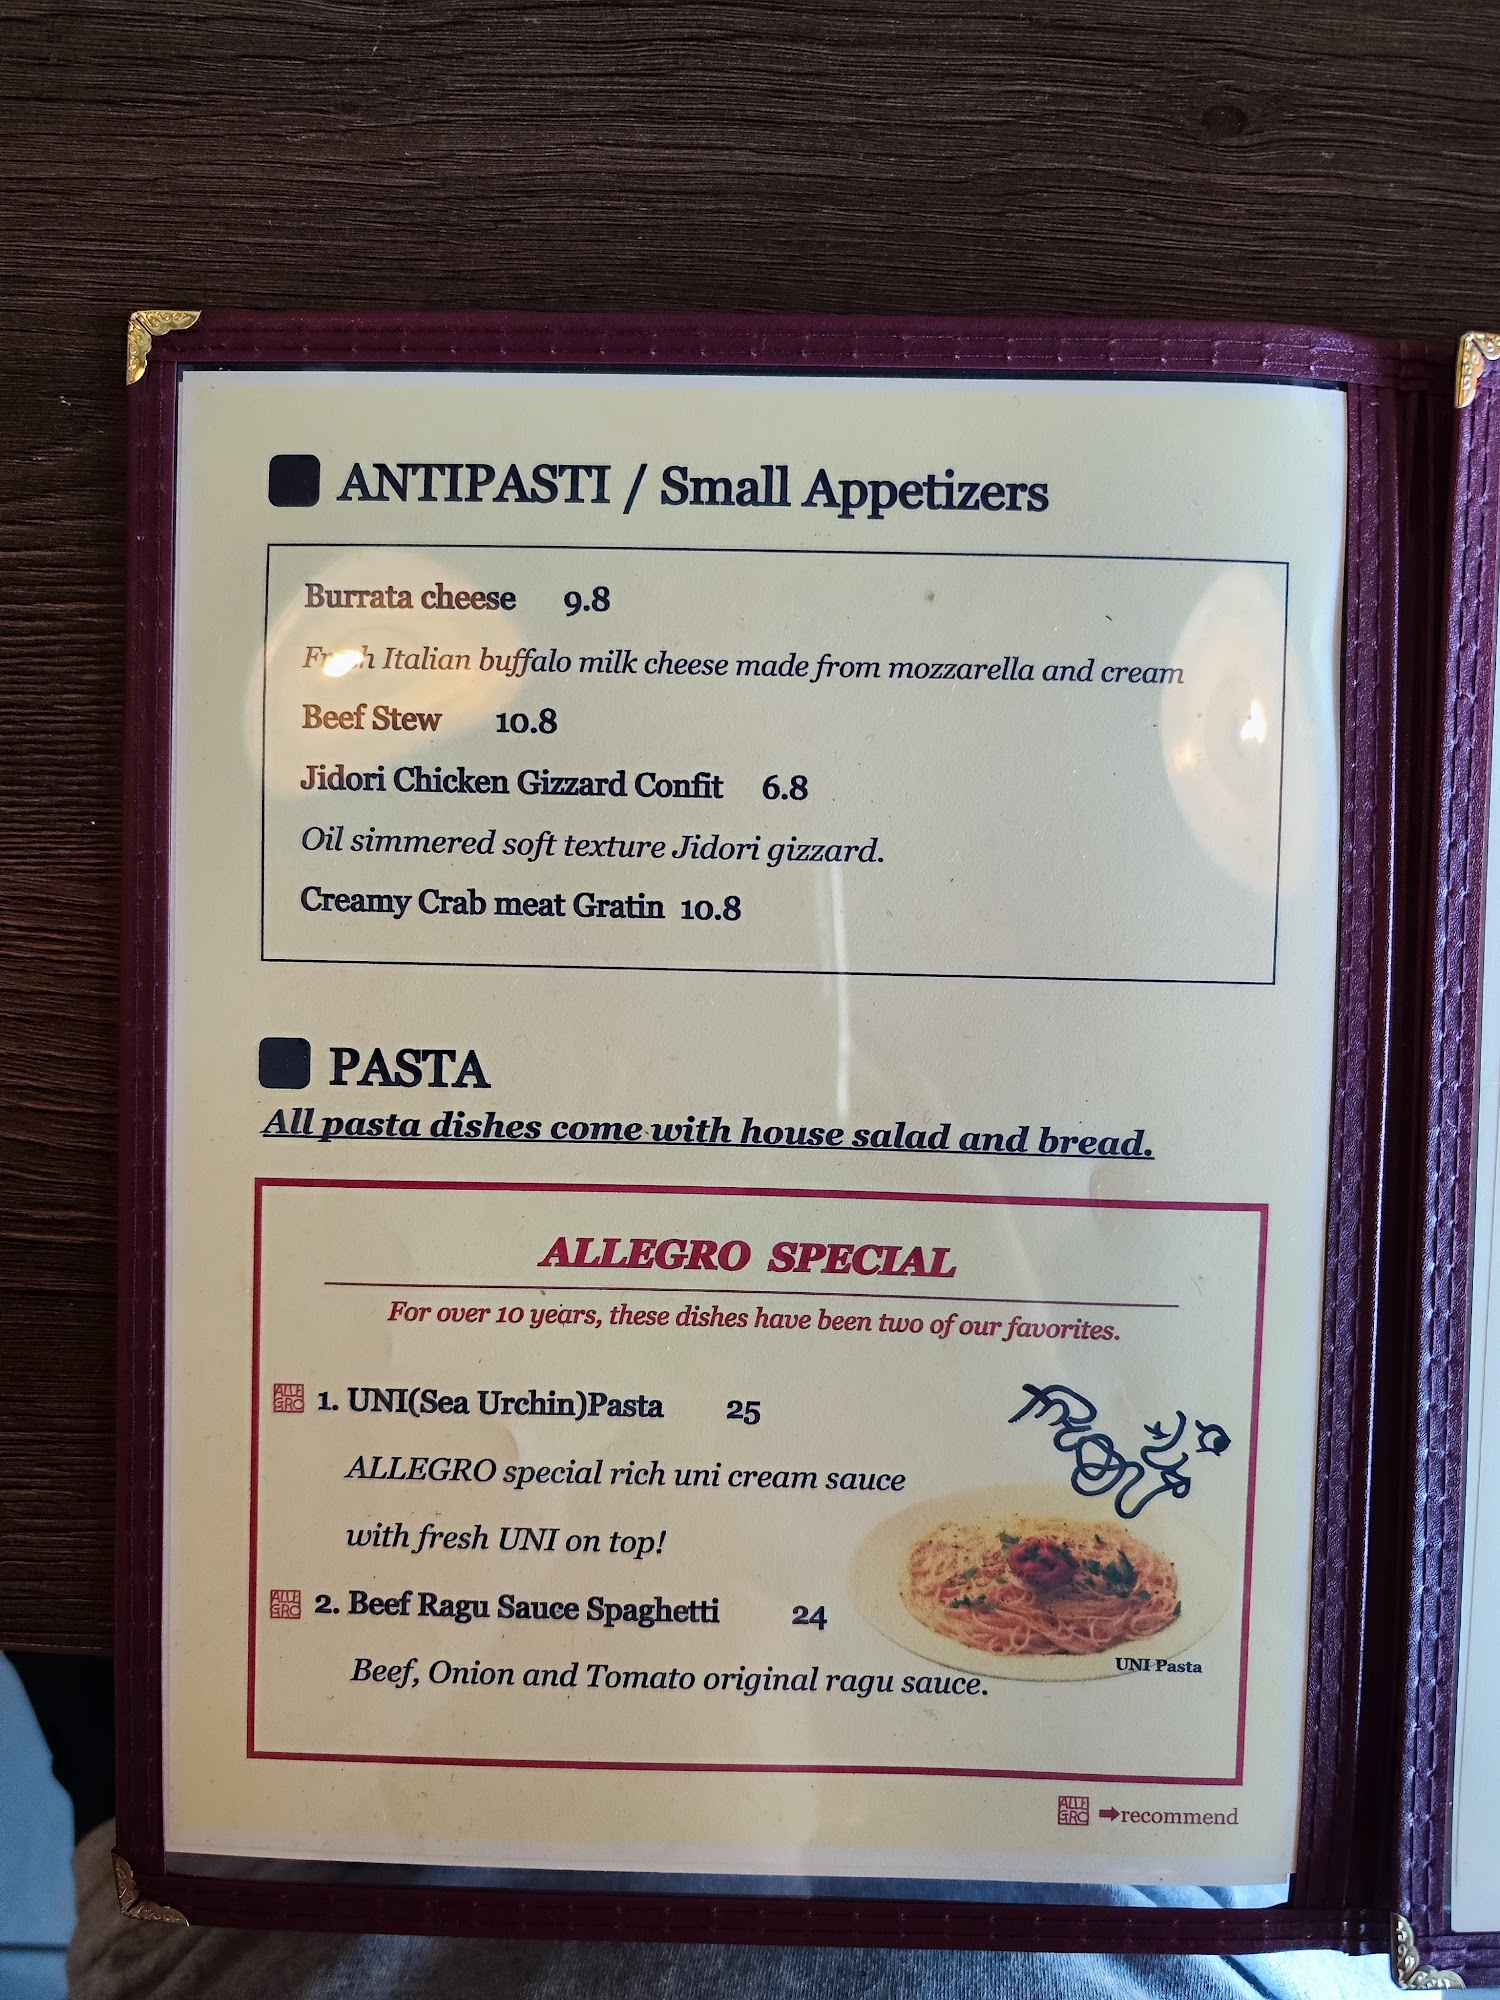 ANTIPASTI / Small Appetizers
Burrata cheese 9.8
Fresh Italian buffalo milk cheese made from mozzarella and cream
Beef Stew 10.8
Jidori Chicken Gizzard Confit 6.8
Oil simmered soft texture Jidori gizzard.
Creamy Crab meat Gratin 10.8
PASTA
All pasta dishes come with house salad and bread.
ALLEGRO SPECIAL
For over 10 years, these dishes have been two of our favorites.
ALLEGRO 1. UNI(Sea Urchin)Pasta 25
ALLEGRO special rich uni cream sauce
with fresh UNI on top!
ALLEGRO 2. Beef Ragu Sauce Spaghetti 24
Beef, Onion and Tomato original ragu sauce.
UNI Pasta
ALLEGRO ➡recommend